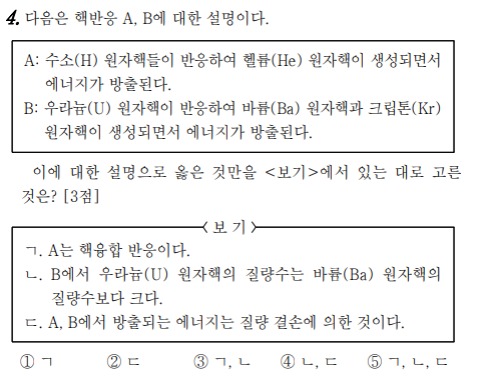 4. 다음은 핵반응 A, B에 대한 설명이다.
A: 수소(H) 원자핵들이 반응하여 헬륨(He) 원자핵이 생성되면서
에너지가 방출된다.
B: 우라늄(U) 원자핵이 반응하여 바륨(Ba) 원자핵과 크립톤(Kr)
원자핵이 생성되면서 에너지가 방출된다.
이에 대한 설명으로 옳은 것만을 <보기>에서 있는 대로 고른
것은? [3점]
<보 기>
ㄱ. A는 핵융합 반응이다.
ㄴ. B에서 우라늄(U) 원자핵의 질량수는 바륨(Ba) 원자핵의
질량수보다 크다.
ㄷ. A, B에서 방출되는 에너지는 질량 결손에 의한 것이다.
① ㄱ ② ㄷ ③ ㄱ, ㄴ ④ ㄴ, ㄷ ⑤ ㄱ, ㄴ, ㄷ